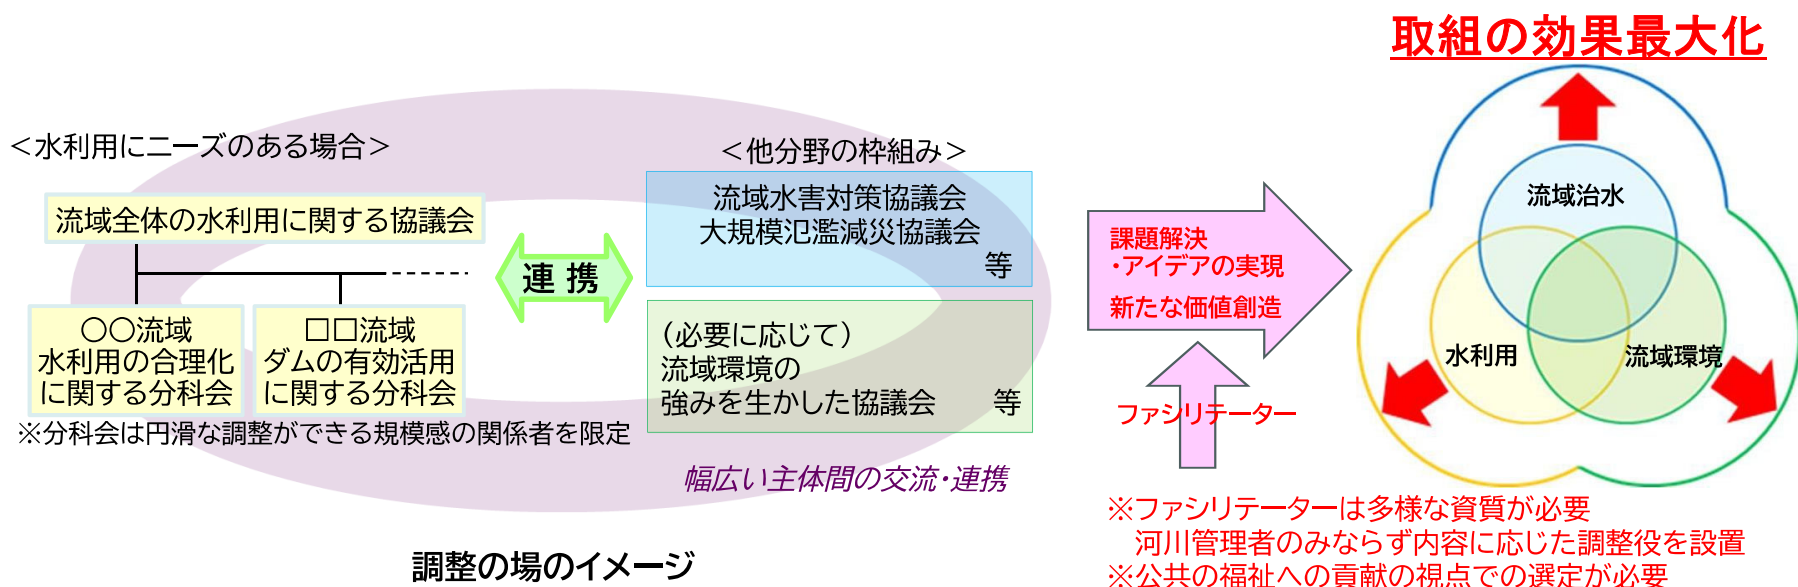 取組の効果最大化
＜水利用にニーズのある場合＞
流域全体の水利用に関する協議会
〇〇流域
水利用の合理化
に関する分科会
□□流域
ダムの有効活用
に関する分科会
※分科会は円滑な調整ができる規模感の関係者を限定
連 携
＜他分野の枠組み＞
流域水害対策協議会
大規模氾濫減災協議会
等
（必要に応じて）
流域環境の
強みを生かした協議会　　等
幅広い主体間の交流・連携
調整の場のイメージ
課題解決
・アイデアの実現
新たな価値創造
ファシリテーター
流域治水
水利用
流域環境
※ファシリテーターは多様な資質が必要
河川管理者のみならず内容に応じた調整役を設置
※公共の福祉への貢献の視点での選定が必要